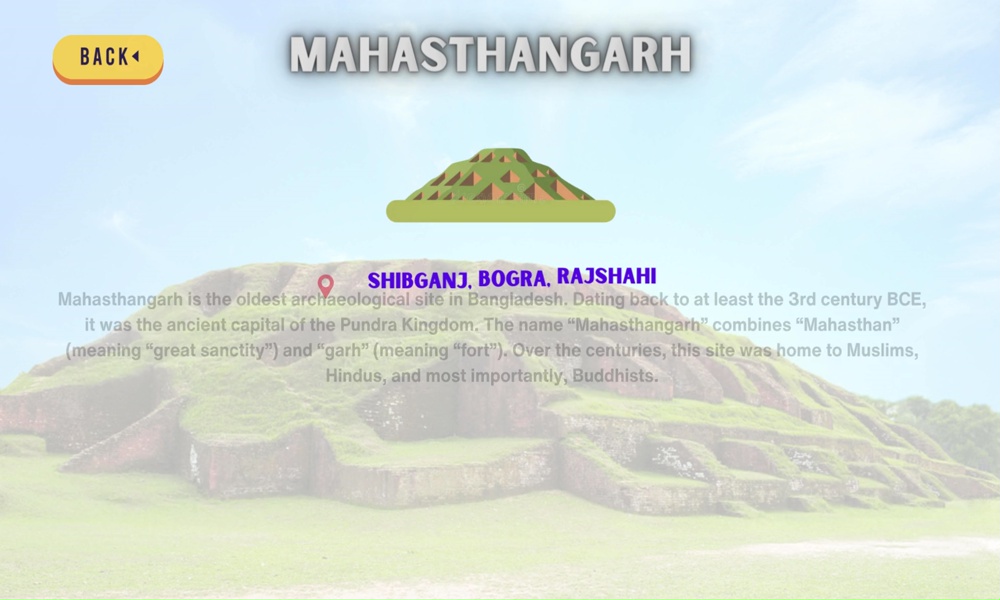 BACK
MAHASTHANGARH
SHIBGANJ, BOGRA, RAJSHAHI
Mahasthangarh is the oldest archaeological site in Bangladesh. Dating back to at least the 3rd century BCE,
it was the ancient capital of the Pundra Kingdom. The name “Mahasthangarh” combines “Mahasthan”
(meaning “great sanctity”) and “garh” (meaning “fort”). Over the centuries, this site was home to Muslims,
Hindus, and most importantly, Buddhists.